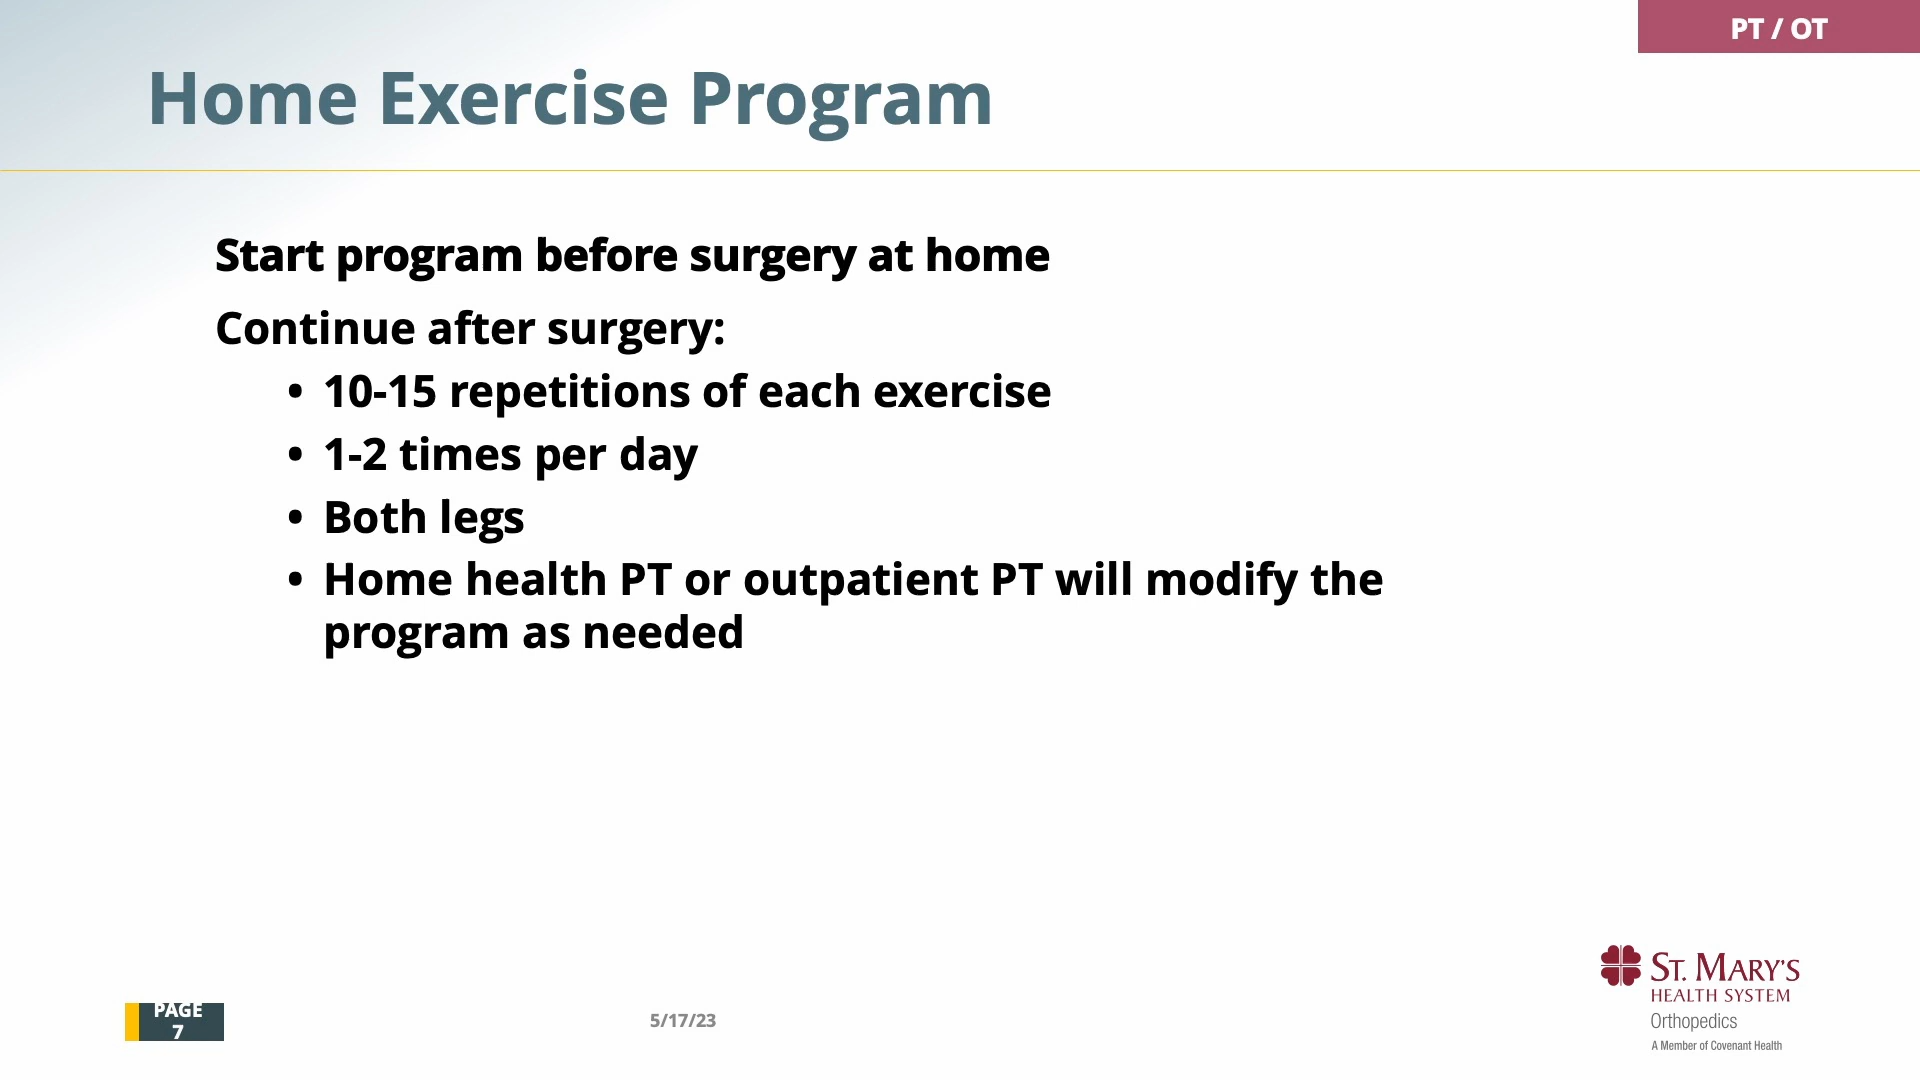 PT / OT
Home Exercise Program
Start program before surgery at home
Continue after surgery:
• 10-15 repetitions of each exercise
• 1-2 times per day
• Both legs
• Home health PT or outpatient PT will modify the
program as needed
PAGE
7
5/17/23
ST. MARY'S
HEALTH SYSTEM
Orthopedics
A Member of Covenant Health